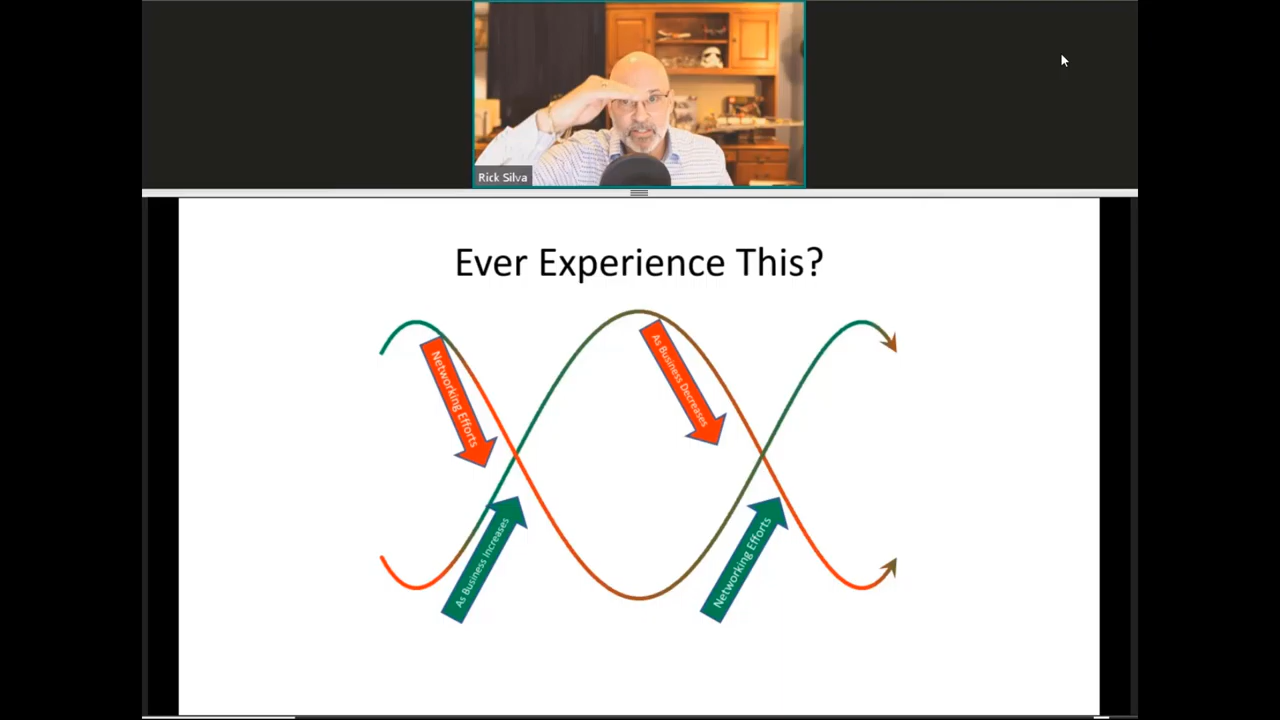 Rick Silva
Ever Experience This?
Networking Efforts
As Business Decreases
As Business Increases
Networking Efforts